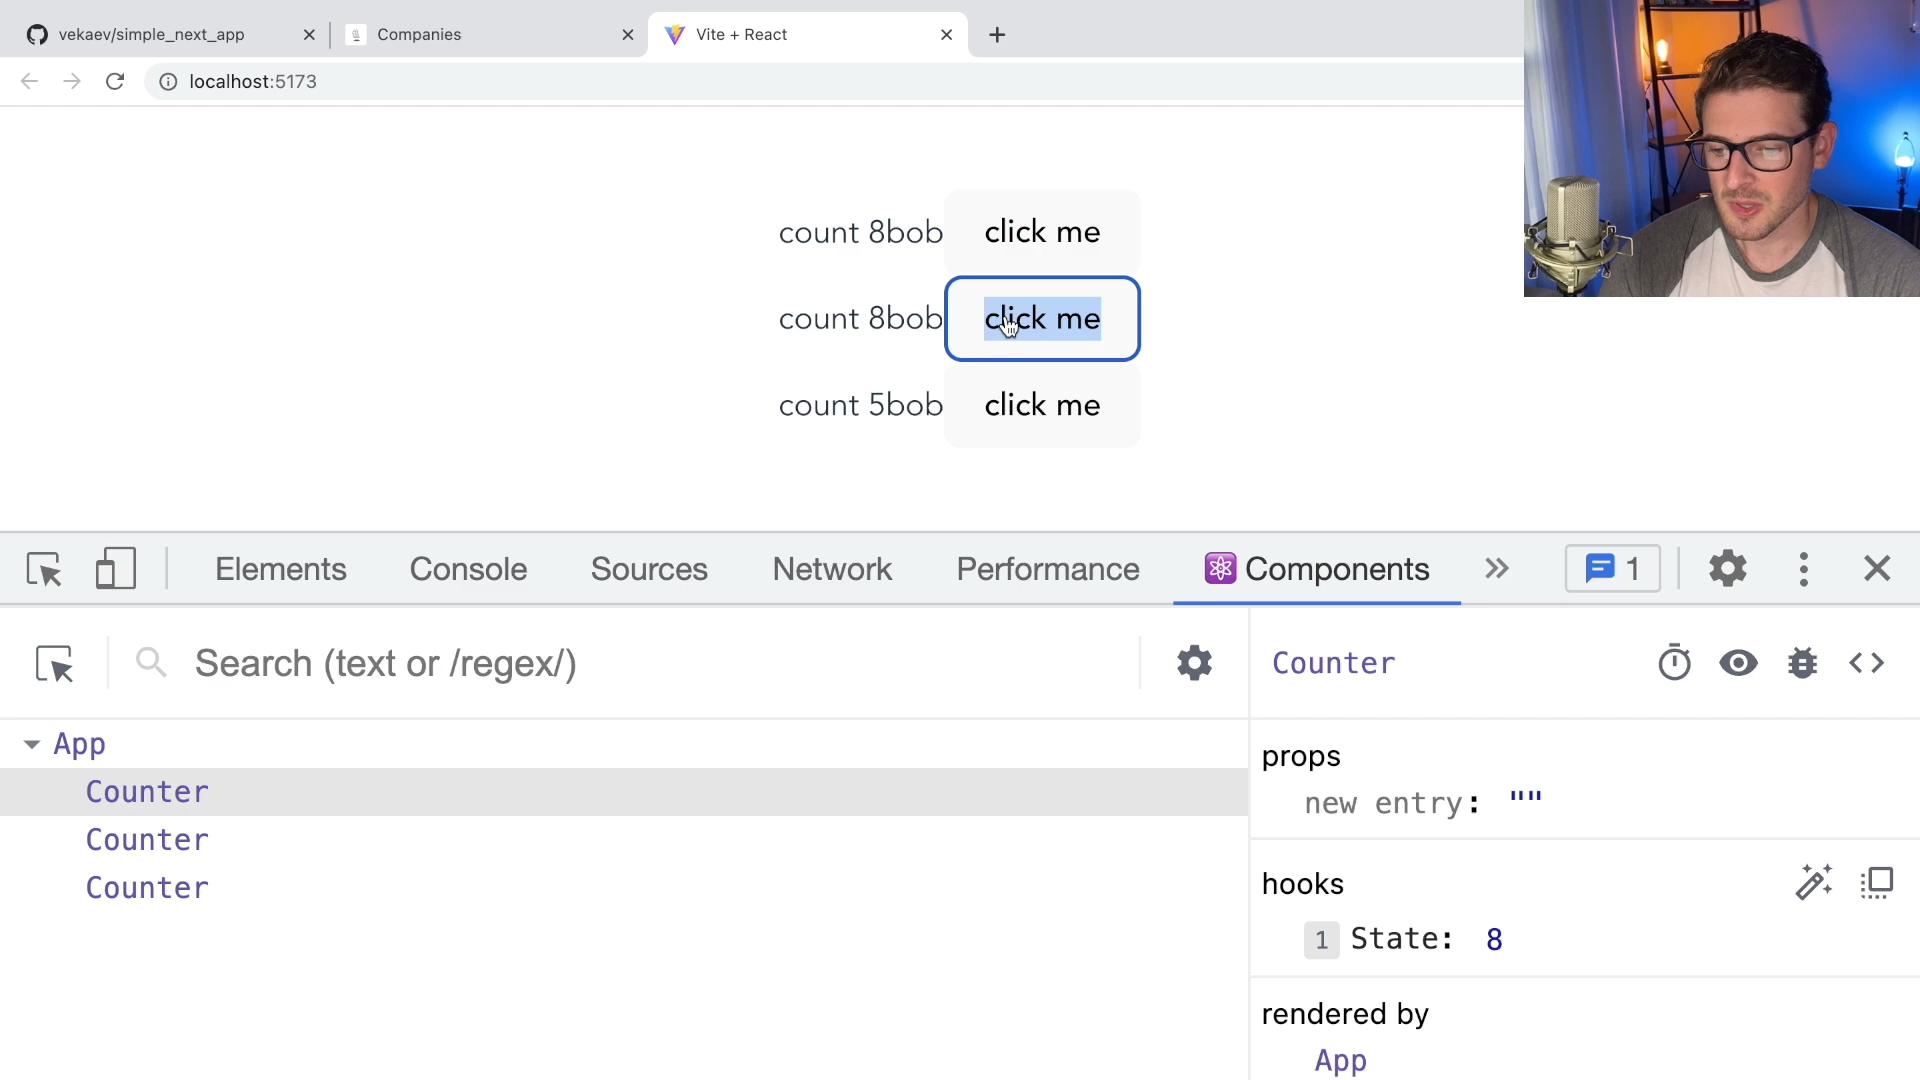 vekaev/simple_next_app
Companies
Vite + React
localhost:5173
count 8bob click me
count 8bob click me
count 5bob click me
Elements Console Sources Network Performance Components 1
Search (text or /regex/)
Counter
App
Counter
Counter
Counter
props
new entry: ""
hooks
1 State: 8
rendered by
App